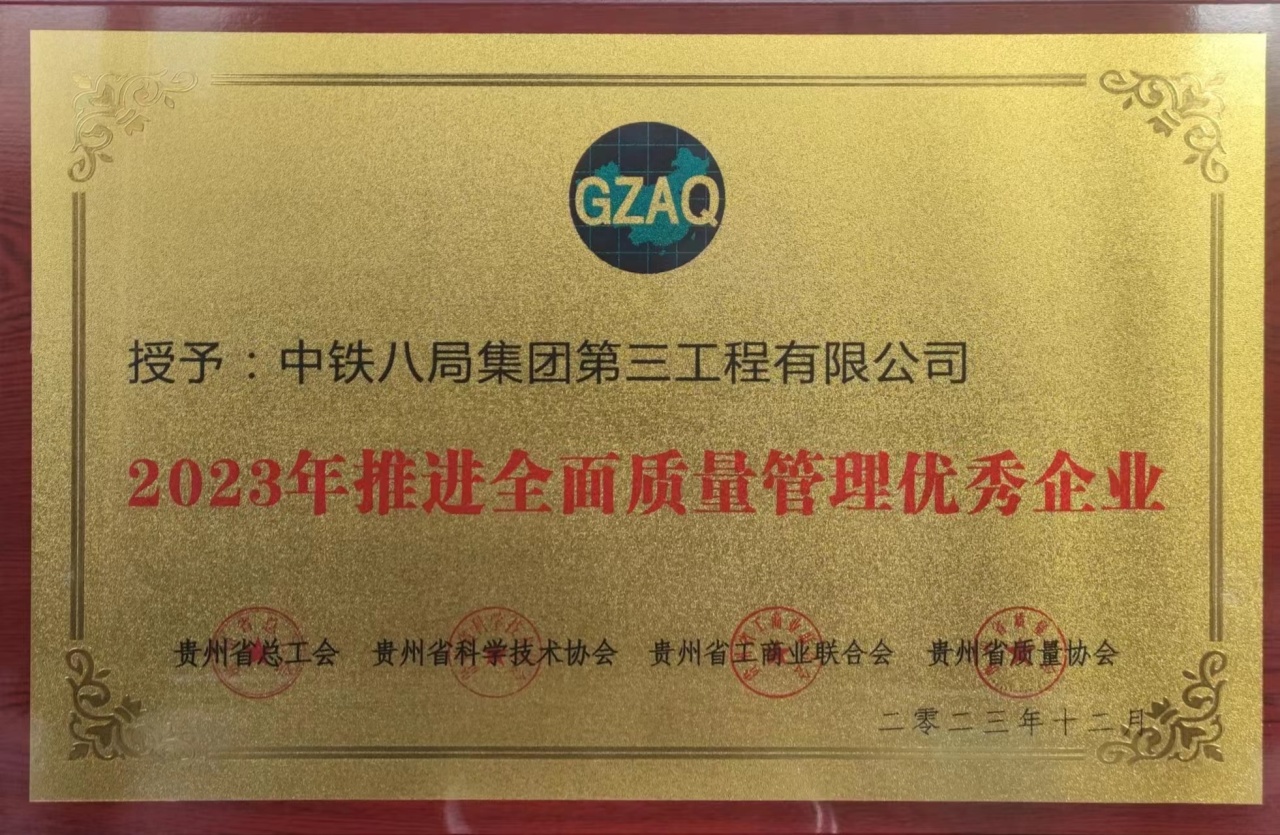 GZAQ
授予：中铁八局集团第三工程有限公司
2023年推进全面质量管理优秀企业
贵州省总工会 贵州省科学技术协会 贵州省工商业联合会 贵州省质量协会
二零二三年十二月